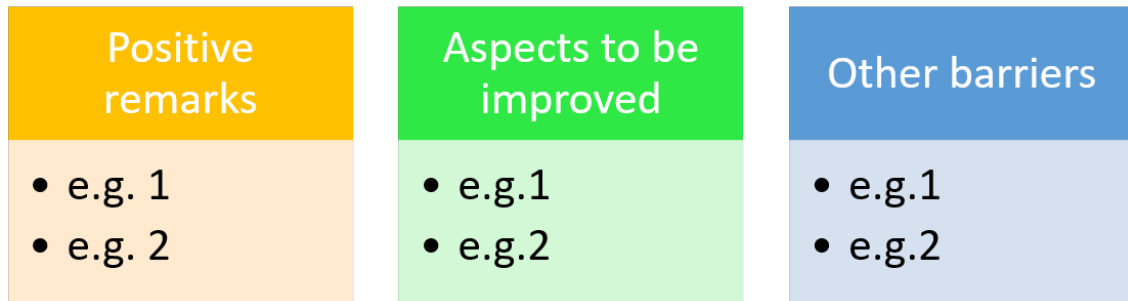 Positive
remarks
• e.g. 1
• e.g. 2
Aspects to be
improved
• e.g.1
• e.g.2
Other barriers
• e.g.1
• e.g.2